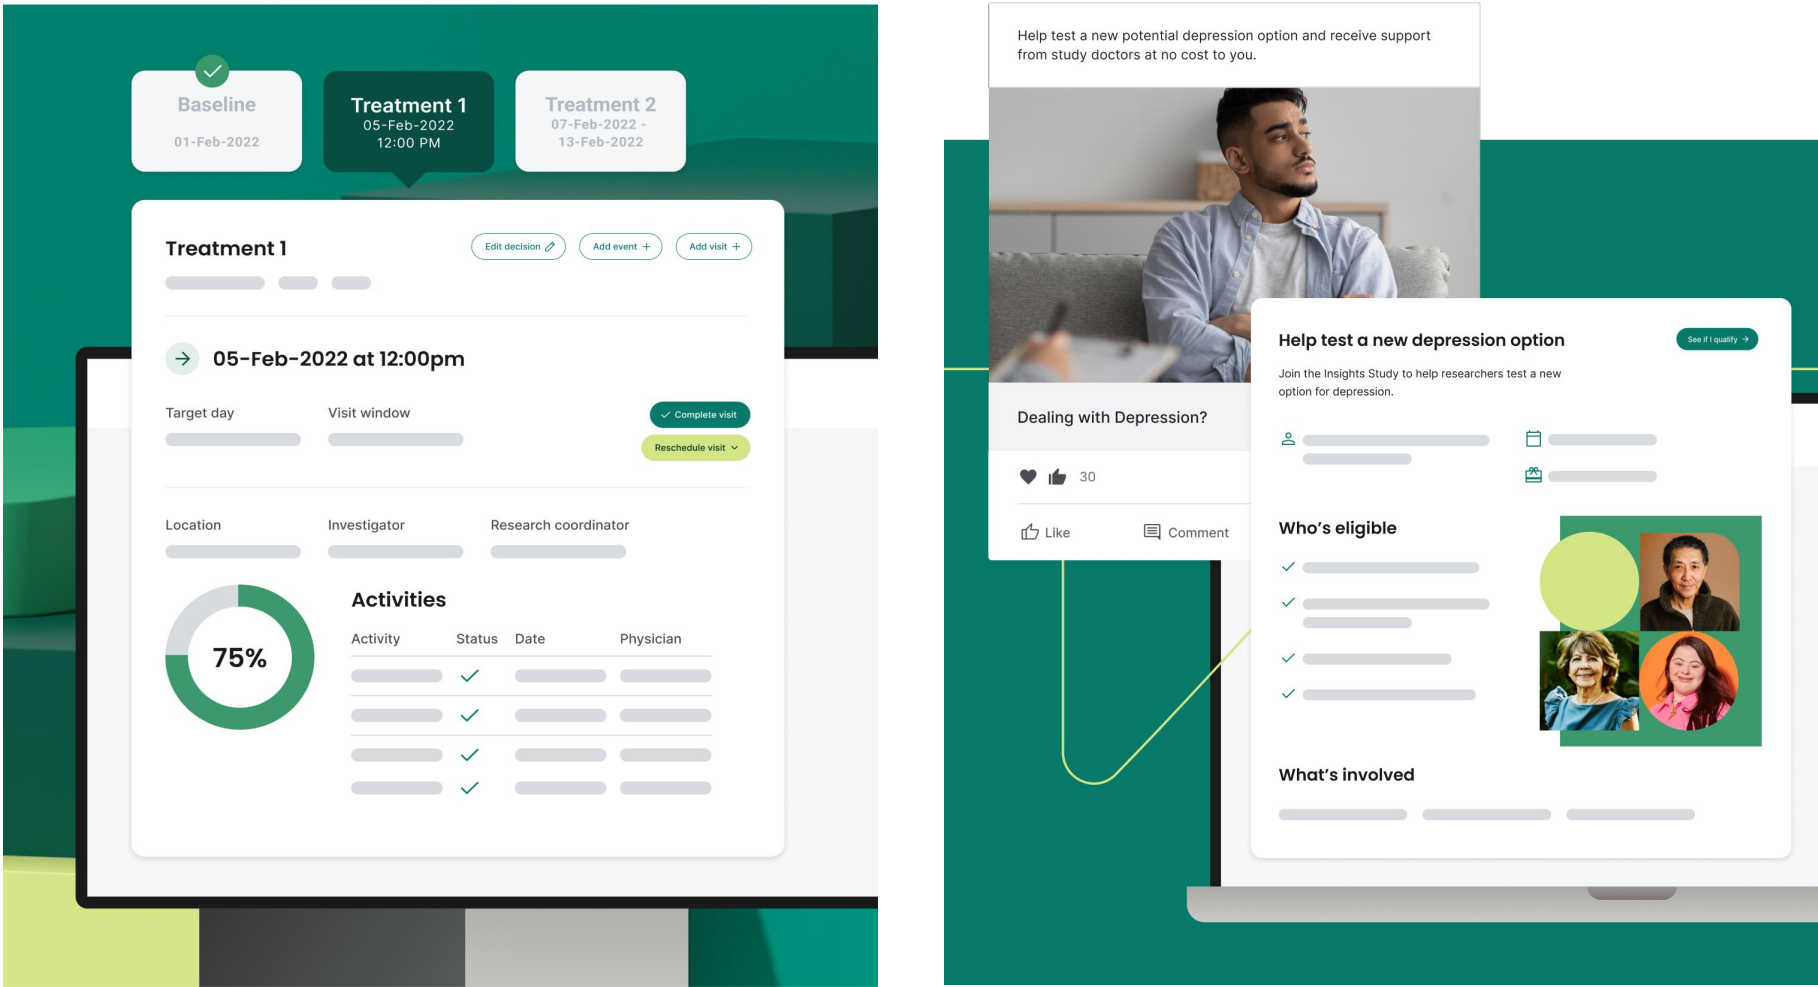 Baseline
01-Feb-2022
Treatment 1
05-Feb-2022
12:00 PM
Treatment 2
07-Feb-2022 -
13-Feb-2022
Treatment 1
Edit decision
Add event +
Add visit +
05-Feb-2022 at 12:00pm
Target day
Visit window
Complete visit
Reschedule visit
Location
Investigator
Research coordinator
75%
Activities
Activity
Status
Date
Physician
Help test a new potential depression option and receive support
from study doctors at no cost to you.
Dealing with Depression?
30
Like
Comment
Help test a new depression option
See if I qualify →
Join the Insights Study to help researchers test a new
option for depression.
Who's eligible
What's involved